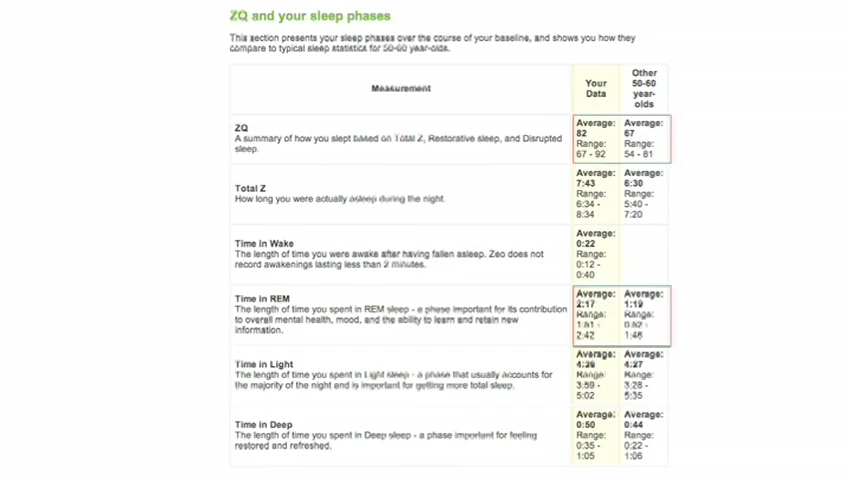 ZQ and your sleep phases
This section presents your sleep phases over the course of your baseline, and shows you how they
compare to typical sleep statistics for 50-60 year-olds.
Measurement
Your
Data
Other
50-60
year-
olds
ZQ
A summary of how you slept based on Total Z, Restorative sleep, and Disrupted
sleep.
Average:
82
Range:
67 - 92
Average:
67
Range:
54 - 81
Total Z
How long you were actually asleep during the night.
Average:
7:43
Range:
6:34 -
8:34
Average:
6:30
Range:
5:40 -
7:20
Time in Wake
The length of time you were awake after having fallen asleep. Zeo does not
record awakenings lasting less than 2 minutes.
Average:
0:22
Range:
0:12 -
0:40
Time in REM
The length of time you spent in REM sleep - a phase important for its contribution
to overall mental health, mood, and the ability to learn and retain new
information.
Average:
2:17
Range:
2:42
Average:
1:19
Range:
1:46
Time in Light
The length of time you spent in Light sleep - a phase that usually accounts for
the majority of the night and is important for getting more total sleep.
Average:
Range:
3:59 -
5:02
Average:
4:27
Range:
3:28 -
5:35
Time in Deep
The length of time you spent in Deep sleep - a phase important for feeling
restored and refreshed.
Average:
0:50
Range:
0:35 -
1:05
Average:
0:44
Range:
0:22 -
1:06